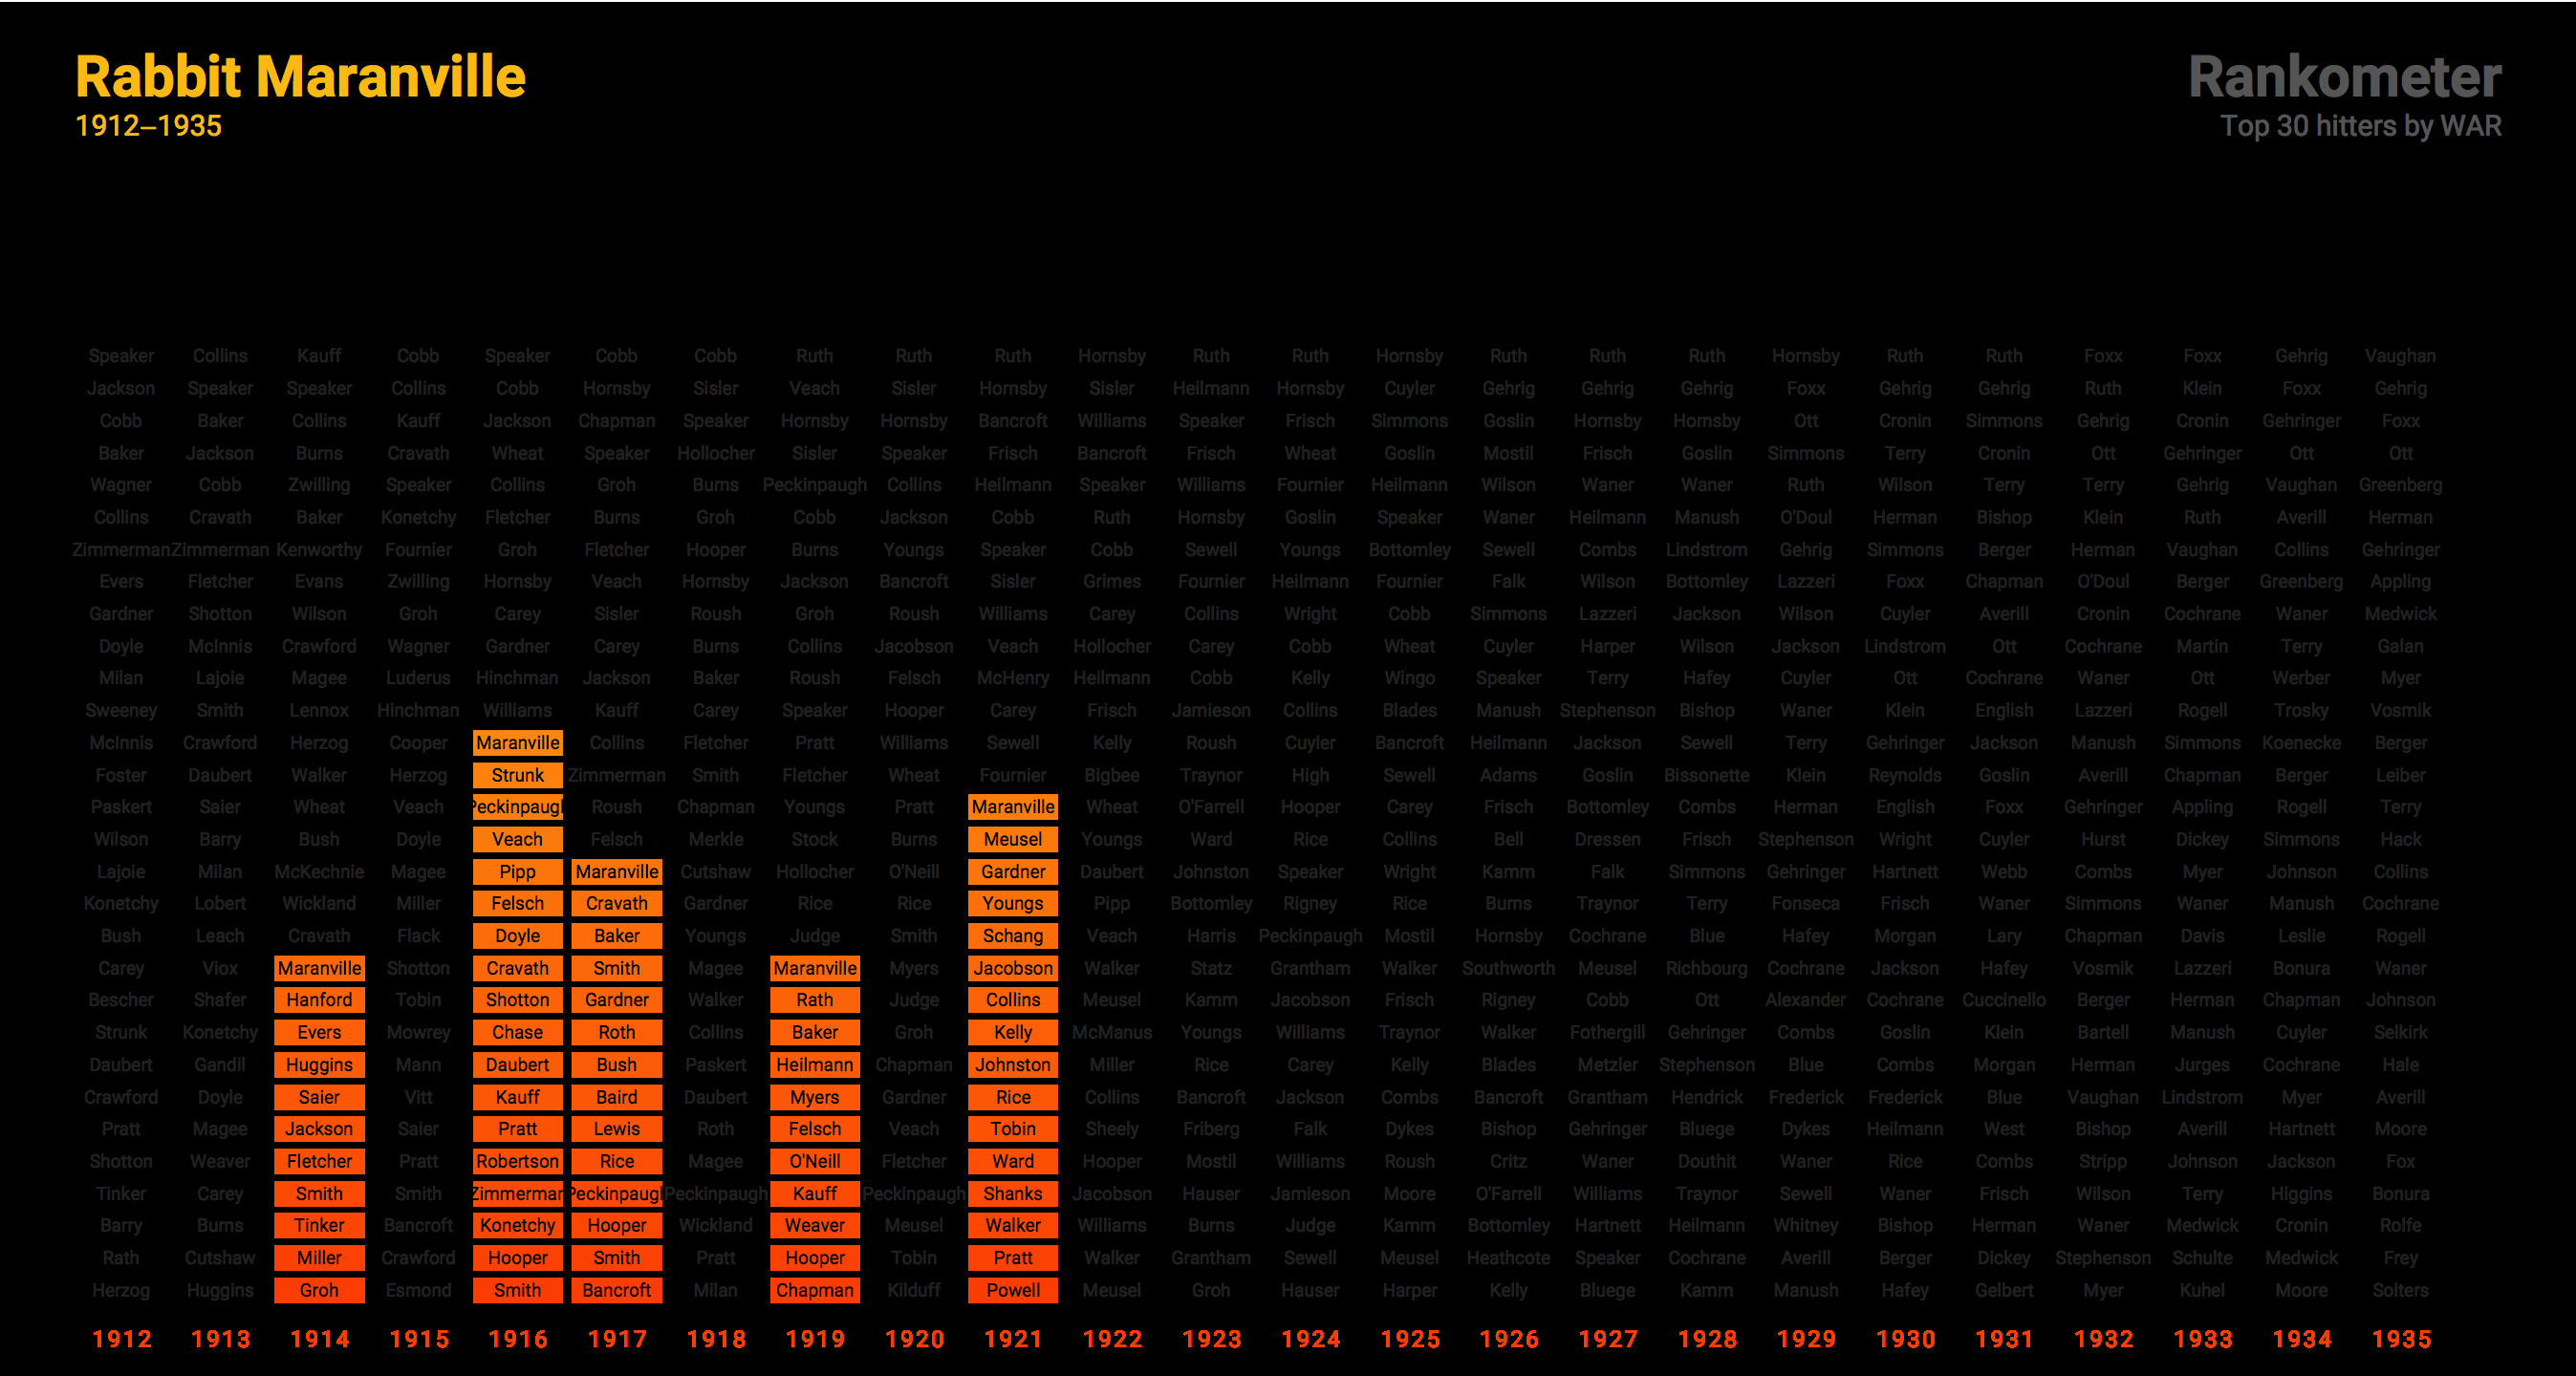 Rabbit Maranville
1912–1935
Rankometer
Top 30 hitters by WAR
Speaker Collins Kauff Cobb Speaker Cobb Cobb Ruth Ruth Ruth Hornsby Ruth Ruth Hornsby Ruth Ruth Ruth Hornsby Ruth Ruth Foxx Foxx Gehrig Vaughan
Jackson Speaker Speaker Collins Cobb Hornsby Sisler Veach Sisler Hornsby Sisler Heilmann Hornsby Cuyler Gehrig Gehrig Gehrig Foxx Gehrig Gehrig Ruth Klein Foxx Gehrig
Cobb Baker Collins Kauff Jackson Chapman Speaker Hornsby Hornsby Bancroft Williams Speaker Frisch Simmons Goslin Hornsby Hornsby Ott Cronin Simmons Gehrig Cronin Gehringer Foxx
Baker Jackson Burns Cravath Wheat Speaker Hollocher Sisler Speaker Frisch Bancroft Frisch Wheat Goslin Mostil Frisch Goslin Simmons Terry Cronin Ott Gehringer Ott Ott
Wagner Cobb Zwilling Speaker Collins Groh Burns Peckinpaugh Collins Heilmann Speaker Williams Fournier Heilmann Wilson Waner Waner Ruth Wilson Terry Terry Gehrig Vaughan Greenberg
Collins Cravath Baker Konetchy Fletcher Burns Groh Cobb Jackson Cobb Ruth Hornsby Goslin Speaker Waner Heilmann Manush O'Doul Herman Bishop Klein Ruth Averill Herman
Zimmerman Zimmerman Kenworthy Fournier Groh Fletcher Hooper Burns Youngs Speaker Cobb Sewell Youngs Bottomley Sewell Combs Lindstrom Gehrig Simmons Berger Herman Vaughan Collins Gehringer
Evers Fletcher Evans Zwilling Hornsby Veach Hornsby Jackson Bancroft Sisler Grimes Fournier Heilmann Fournier Falk Wilson Bottomley Lazzeri Foxx Chapman O'Doul Berger Greenberg Appling
Gardner Shotton Wilson Groh Carey Sisler Roush Groh Roush Williams Carey Collins Wright Cobb Simmons Lazzeri Jackson Wilson Cuyler Averill Cronin Cochrane Waner Medwick
Doyle McInnis Crawford Wagner Gardner Carey Burns Collins Jacobson Veach Hollocher Carey Cobb Wheat Cuyler Harper Wilson Jackson Lindstrom Ott Cochrane Martin Terry Galan
Milan Lajoie Magee Luderus Hinchman Jackson Baker Roush Felsch McHenry Heilmann Cobb Kelly Wingo Speaker Terry Hafey Cuyler Ott Cochrane Waner Ott Werber Myer
Sweeney Smith Lennox Hinchman Williams Kauff Carey Speaker Hooper Carey Frisch Jamieson Collins Blades Manush Stephenson Bishop Waner Klein English Lazzeri Rogell Trosky Vosmik
McInnis Crawford Herzog Cooper Maranville Collins Fletcher Pratt Williams Sewell Kelly Roush Cuyler Bancroft Heilmann Jackson Sewell Terry Gehringer Jackson Manush Simmons Koenecke Berger
Foster Daubert Walker Herzog Strunk Zimmerman Smith Fletcher Wheat Fournier Bigbee Traynor High Sewell Adams Goslin Bissonette Klein Reynolds Goslin Averill Chapman Berger Leiber
Paskert Saier Wheat Veach Peckinpaugh Roush Chapman Youngs Pratt Maranville Wheat O'Farrell Hooper Carey Frisch Bottomley Combs Herman English Foxx Gehringer Appling Rogell Terry
Wilson Barry Bush Doyle Veach Felsch Merkle Stock Burns Meusel Youngs Ward Rice Collins Bell Dressen Frisch Stephenson Wright Cuyler Hurst Dickey Simmons Hack
Lajoie Milan McKechnie Magee Pipp Maranville Cutshaw Hollocher O'Neill Gardner Daubert Johnston Speaker Wright Kamm Falk Simmons Gehringer Hartnett Webb Combs Myer Johnson Collins
Konetchy Lobert Wickland Miller Felsch Cravath Gardner Rice Rice Youngs Pipp Bottomley Rigney Rice Burns Traynor Terry Fonseca Frisch Waner Simmons Waner Manush Cochrane
Bush Leach Cravath Flack Doyle Baker Youngs Judge Smith Schang Veach Harris Peckinpaugh Mostil Hornsby Cochrane Blue Hafey Morgan Lary Chapman Davis Leslie Rogell
Carey Viox Maranville Shotton Cravath Smith Magee Maranville Myers Jacobson Walker Statz Grantham Walker Southworth Meusel Richbourg Cochrane Jackson Hafey Vosmik Lazzeri Bonura Waner
Bescher Shafer Hanford Tobin Shotton Gardner Walker Rath Judge Collins Meusel Kamm Jacobson Frisch Rigney Cobb Ott Alexander Cochrane Cuccinello Berger Herman Chapman Johnson
Strunk Konetchy Evers Mowrey Chase Roth Collins Baker Groh Kelly McManus Youngs Williams Traynor Walker Fothergill Gehringer Combs Goslin Klein Bartell Manush Cuyler Selkirk
Daubert Gandil Huggins Mann Daubert Bush Paskert Heilmann Chapman Johnston Miller Rice Carey Kelly Blades Metzler Stephenson Blue Combs Morgan Herman Jurges Cochrane Hale
Crawford Doyle Saier Vitt Kauff Baird Daubert Myers Gardner Rice Collins Bancroft Jackson Combs Bancroft Grantham Hendrick Frederick Frederick Blue Vaughan Lindstrom Myer Averill
Pratt Magee Jackson Saier Pratt Lewis Roth Felsch Veach Tobin Sheely Friberg Falk Dykes Bishop Gehringer Bluege Dykes Heilmann West Bishop Averill Hartnett Moore
Shotton Weaver Fletcher Pratt Robertson Rice Magee O'Neill Fletcher Ward Hooper Mostil Williams Roush Critz Waner Douthit Waner Rice Combs Stripp Johnson Jackson Fox
Tinker Carey Smith Smith Zimmerman Peckinpaugh Peckinpaugh Kauff Peckinpaugh Shanks Jacobson Hauser Jamieson Moore O'Farrell Williams Traynor Sewell Waner Frisch Wilson Terry Higgins Bonura
Barry Burns Tinker Bancroft Konetchy Hooper Wickland Weaver Meusel Walker Williams Burns Judge Kamm Bottomley Hartnett Heilmann Whitney Bishop Herman Waner Medwick Cronin Rolfe
Rath Cutshaw Miller Crawford Hooper Smith Pratt Hooper Tobin Pratt Walker Grantham Sewell Meusel Heathcote Speaker Cochrane Averill Berger Dickey Stephenson Schulte Medwick Frey
Herzog Huggins Groh Esmond Smith Bancroft Milan Chapman Kilduff Powell Meusel Groh Hauser Harper Kelly Bluege Kamm Manush Hafey Gelbert Myer Kuhel Moore Solters
1912 1913 1914 1915 1916 1917 1918 1919 1920 1921 1922 1923 1924 1925 1926 1927 1928 1929 1930 1931 1932 1933 1934 1935